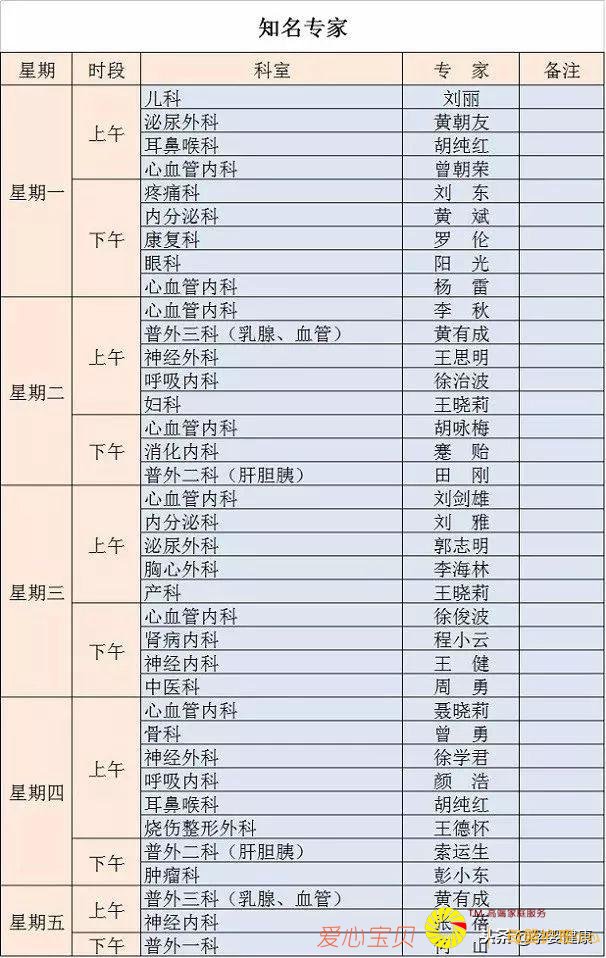 知名专家
星期 时段 科室 专 家 备注
星期一 上午 儿科 刘丽
泌尿外科 黄朝友
耳鼻喉科 胡纯红
心血管内科 曾朝荣
下午 疼痛科 刘 东
内分泌科 黄 斌
康复科 罗 伦
眼科 阳 光
心血管内科 杨 雷
星期二 上午 心血管内科 李 秋
普外三科（乳腺、血管） 黄有成
神经外科 王思明
呼吸内科 徐治波
妇科 王晓莉
下午 心血管内科 胡咏梅
消化内科 蹇 贻
普外二科（肝胆胰） 田 刚
星期三 上午 心血管内科 刘剑雄
内分泌科 刘 雅
泌尿外科 郭志明
胸心外科 李海林
产科 王晓莉
下午 心血管内科 徐俊波
肾病内科 程小云
神经内科 王 健
中医科 周 勇
星期四 上午 心血管内科 聂晓莉
骨科 曾 勇
神经外科 徐学君
呼吸内科 颜 浩
耳鼻喉科 胡纯红
烧伤整形外科 王德怀
下午 普外二科（肝胆胰） 索运生
肿瘤科 彭小东
星期五 上午 普外三科（乳腺、血管） 黄有成
神经内科 张 蓓
下午 普外一科 山
爱心宝贝
TM 高端家庭服务
头条 @孕婴健康